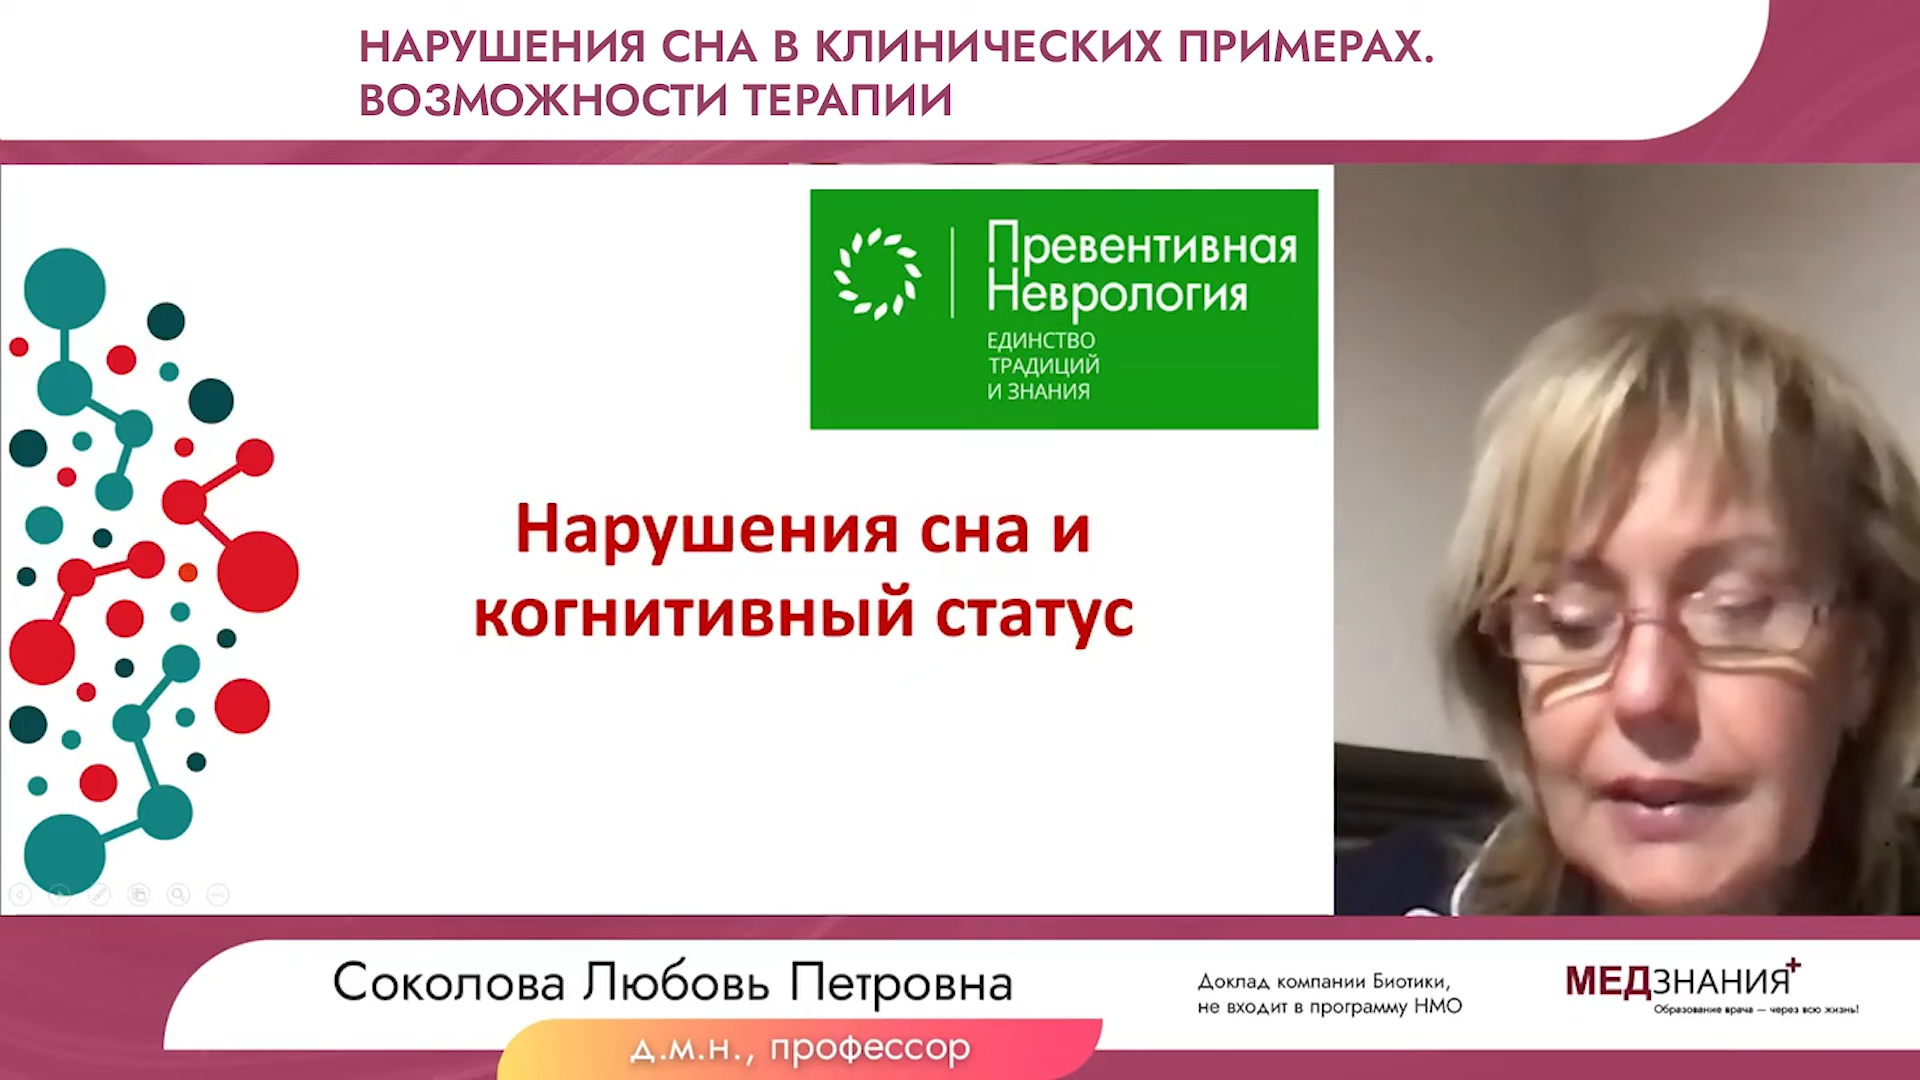 НАРУШЕНИЯ СНА В КЛИНИЧЕСКИХ ПРИМЕРАХ.
ВОЗМОЖНОСТИ ТЕРАПИИ
Превентивная
Неврология
ЕДИНСТВО
ТРАДИЦИЙ
И ЗНАНИЯ
Нарушения сна и
когнитивный статус
Соколова Любовь Петровна
д.м.н., профессор
Доклад компании Биотики,
не входит в программу НМО
МЕДЗНАНИЯ+
Образование врача — через всю жизнь!